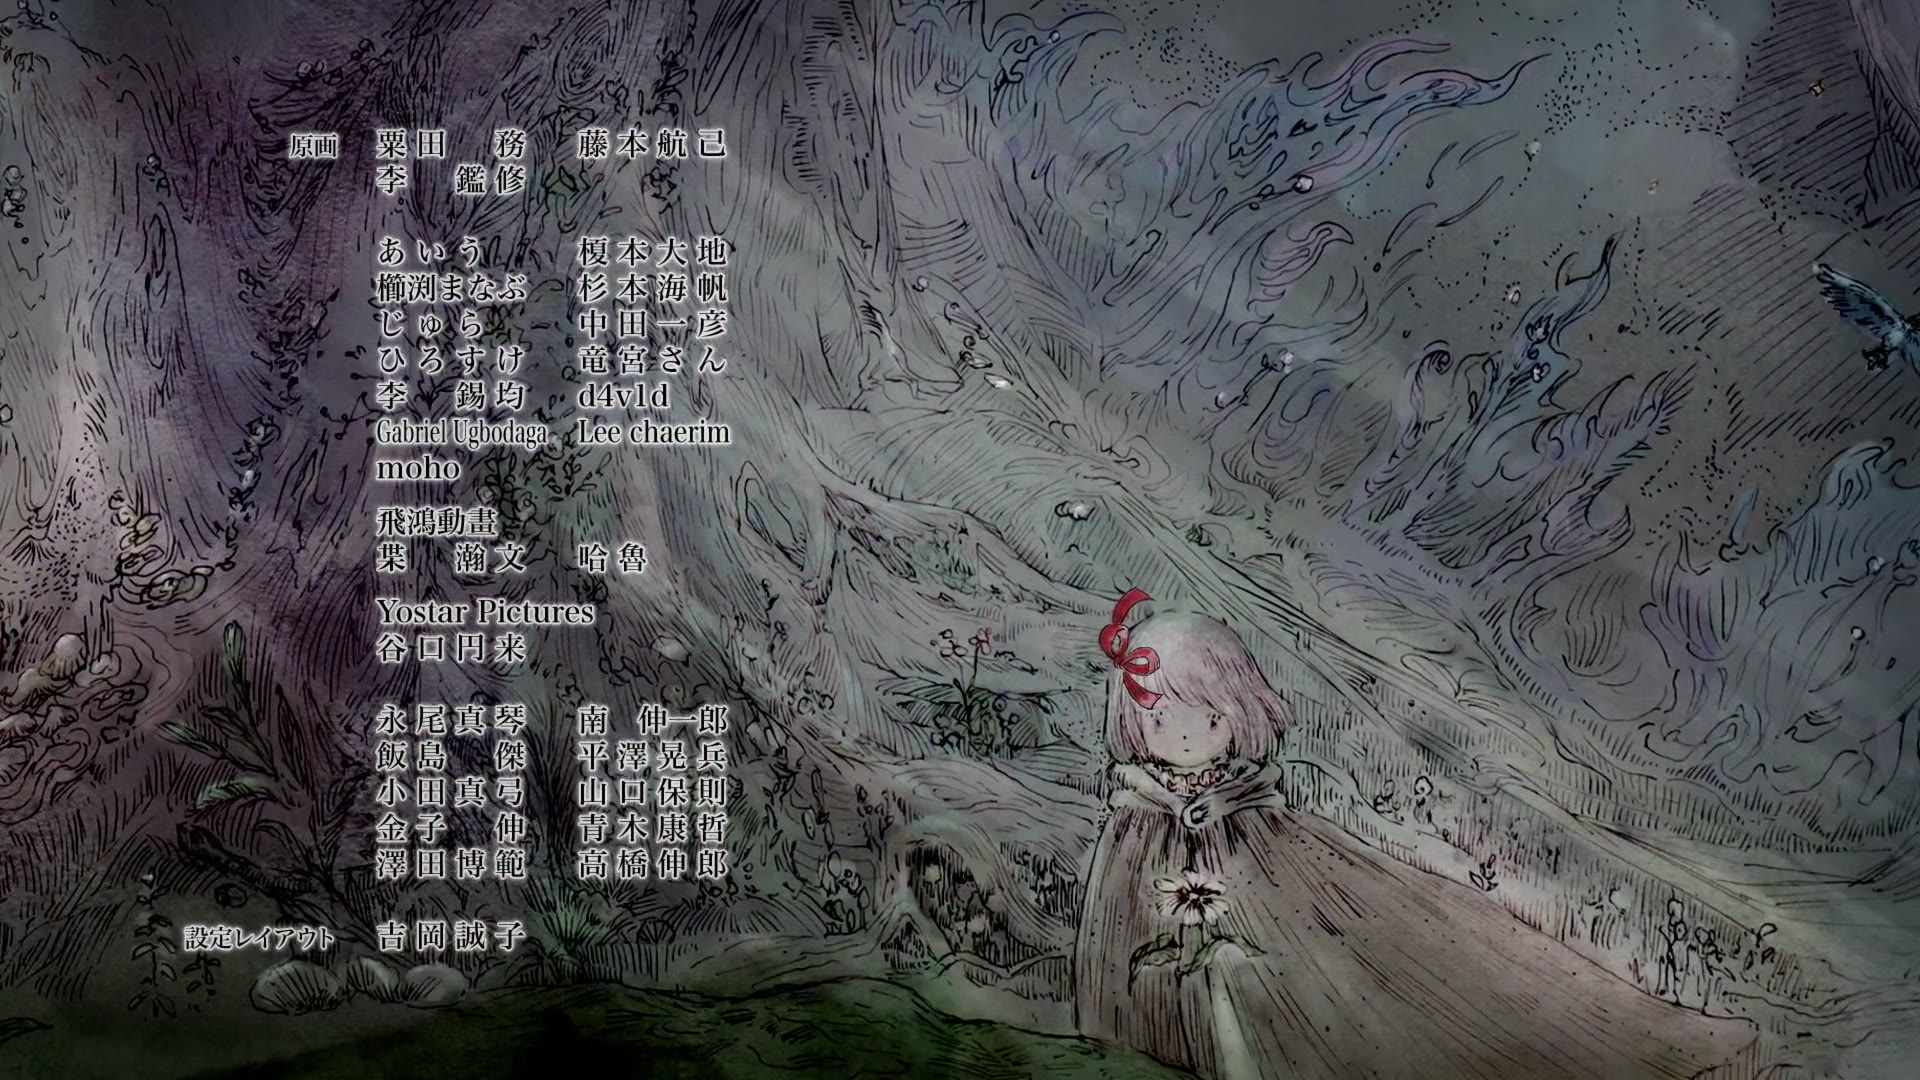 原画 粟田 務 藤本航己
李 鑑修
あいう 榎本大地
櫛渕まなぶ 杉本海帆
じゅら 中田一彦
ひろすけ 竜宮さん
李 錫均 d4v1d
Gabriel Ugbodaga Lee chaerim
moho
飛鴻動畫
枼 瀚文 哈魯
Yostar Pictures
谷口円来
永尾真琴 南 伸一郎
飯島 傑 平澤晃兵
小田真弓 山口保則
金子 伸 青木康哲
澤田博範 高橋伸郎
設定レイアウト 吉岡誠子